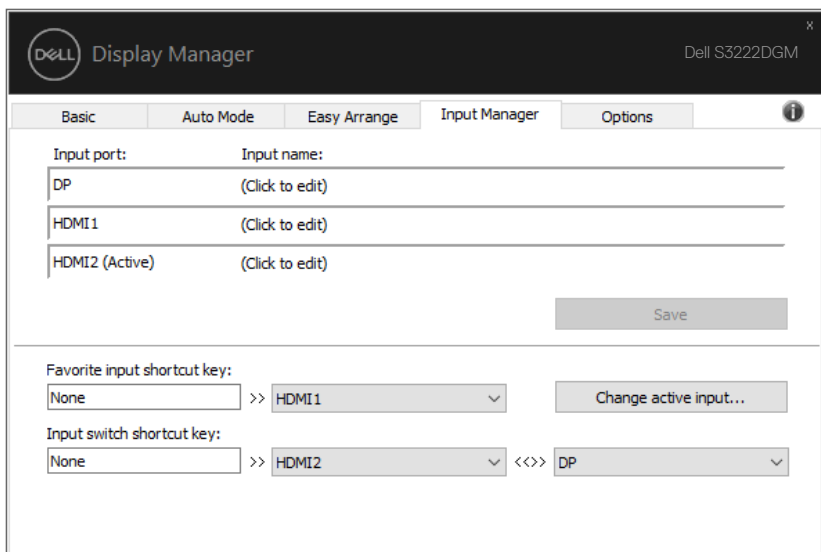 x
DELL Display Manager Dell S3222DGM
Basic Auto Mode Easy Arrange Input Manager Options i
Input port: Input name:
DP (Click to edit)
HDMI1 (Click to edit)
HDMI2 (Active) (Click to edit)
Save
Favorite input shortcut key:
None >> HDMI1 Change active input...
Input switch shortcut key:
None >> HDMI2 <<>> DP